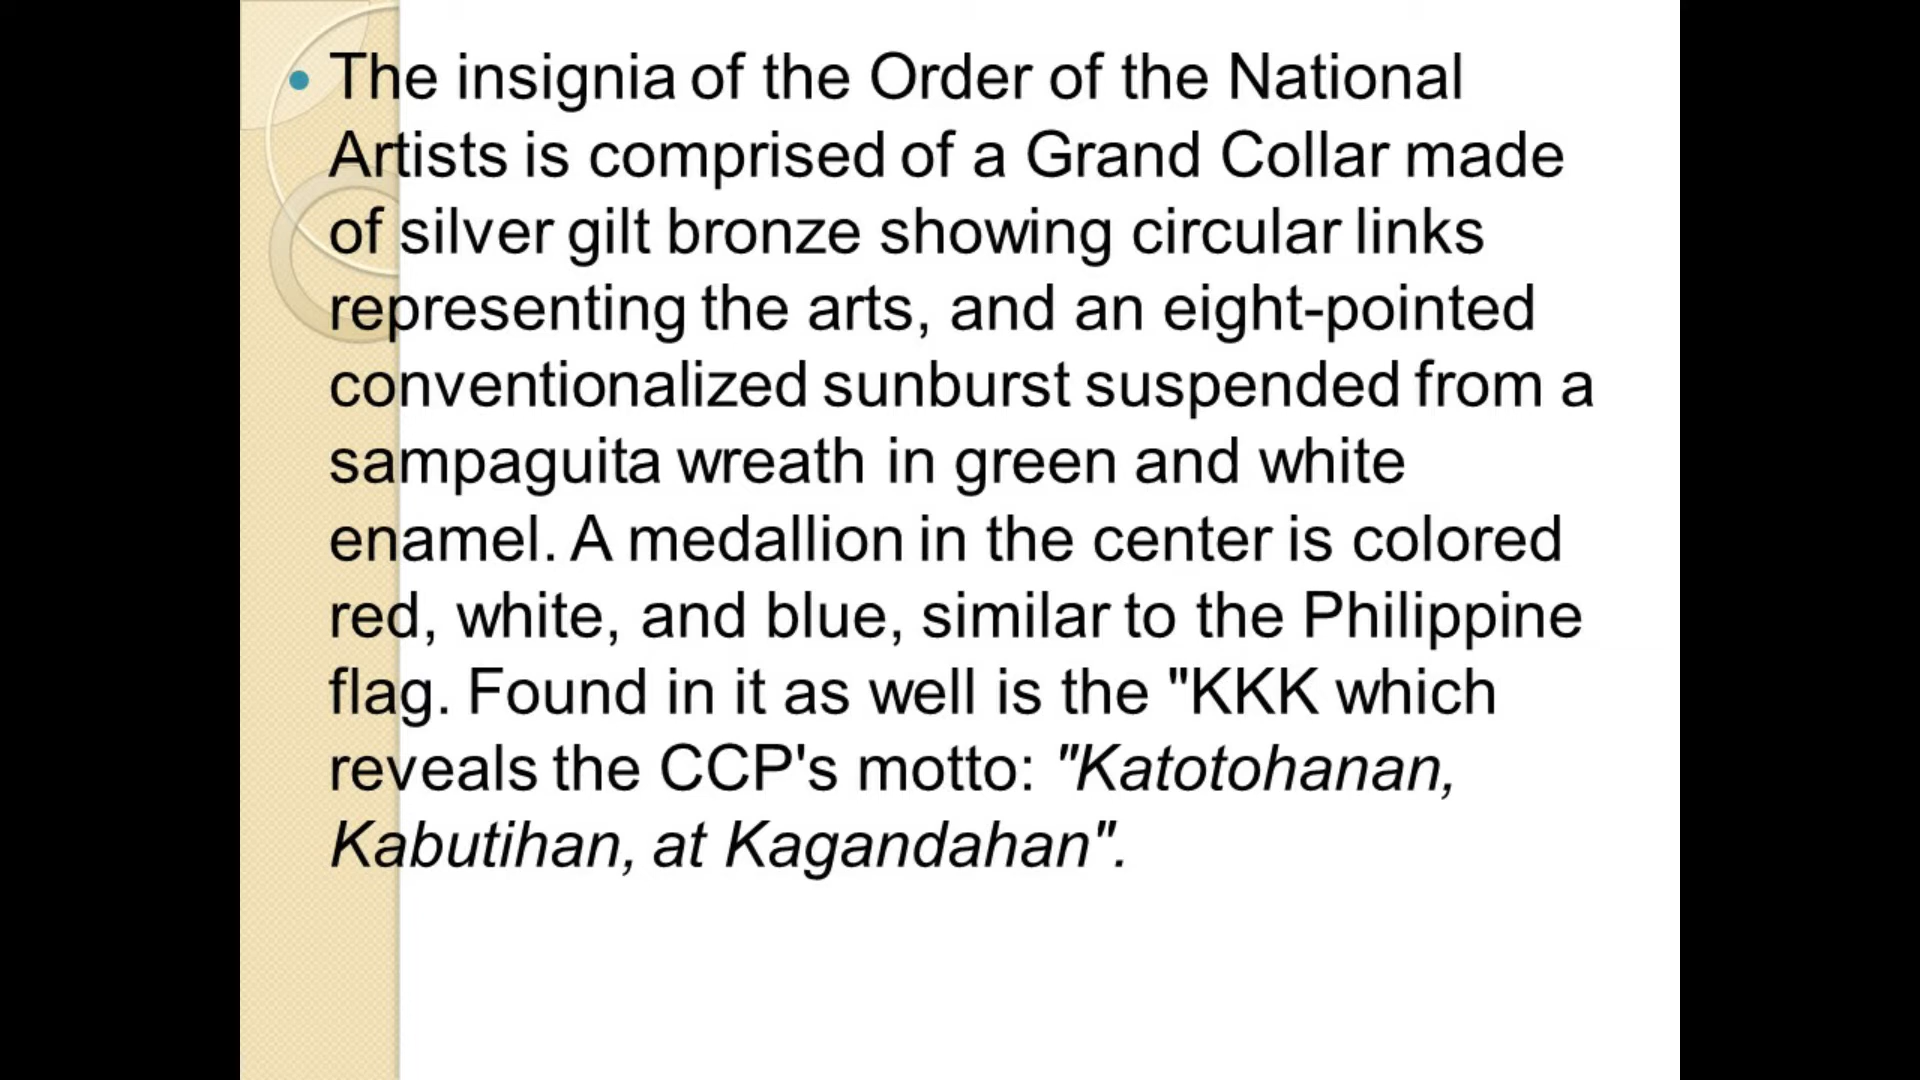 The insignia of the Order of the National
Artists is comprised of a Grand Collar made
of silver gilt bronze showing circular links
representing the arts, and an eight-pointed
conventionalized sunburst suspended from a
sampaguita wreath in green and white
enamel. A medallion in the center is colored
red, white, and blue, similar to the Philippine
flag. Found in it as well is the "KKK which
reveals the CCP's motto: "Katotohanan,
Kabutihan, at Kagandahan".